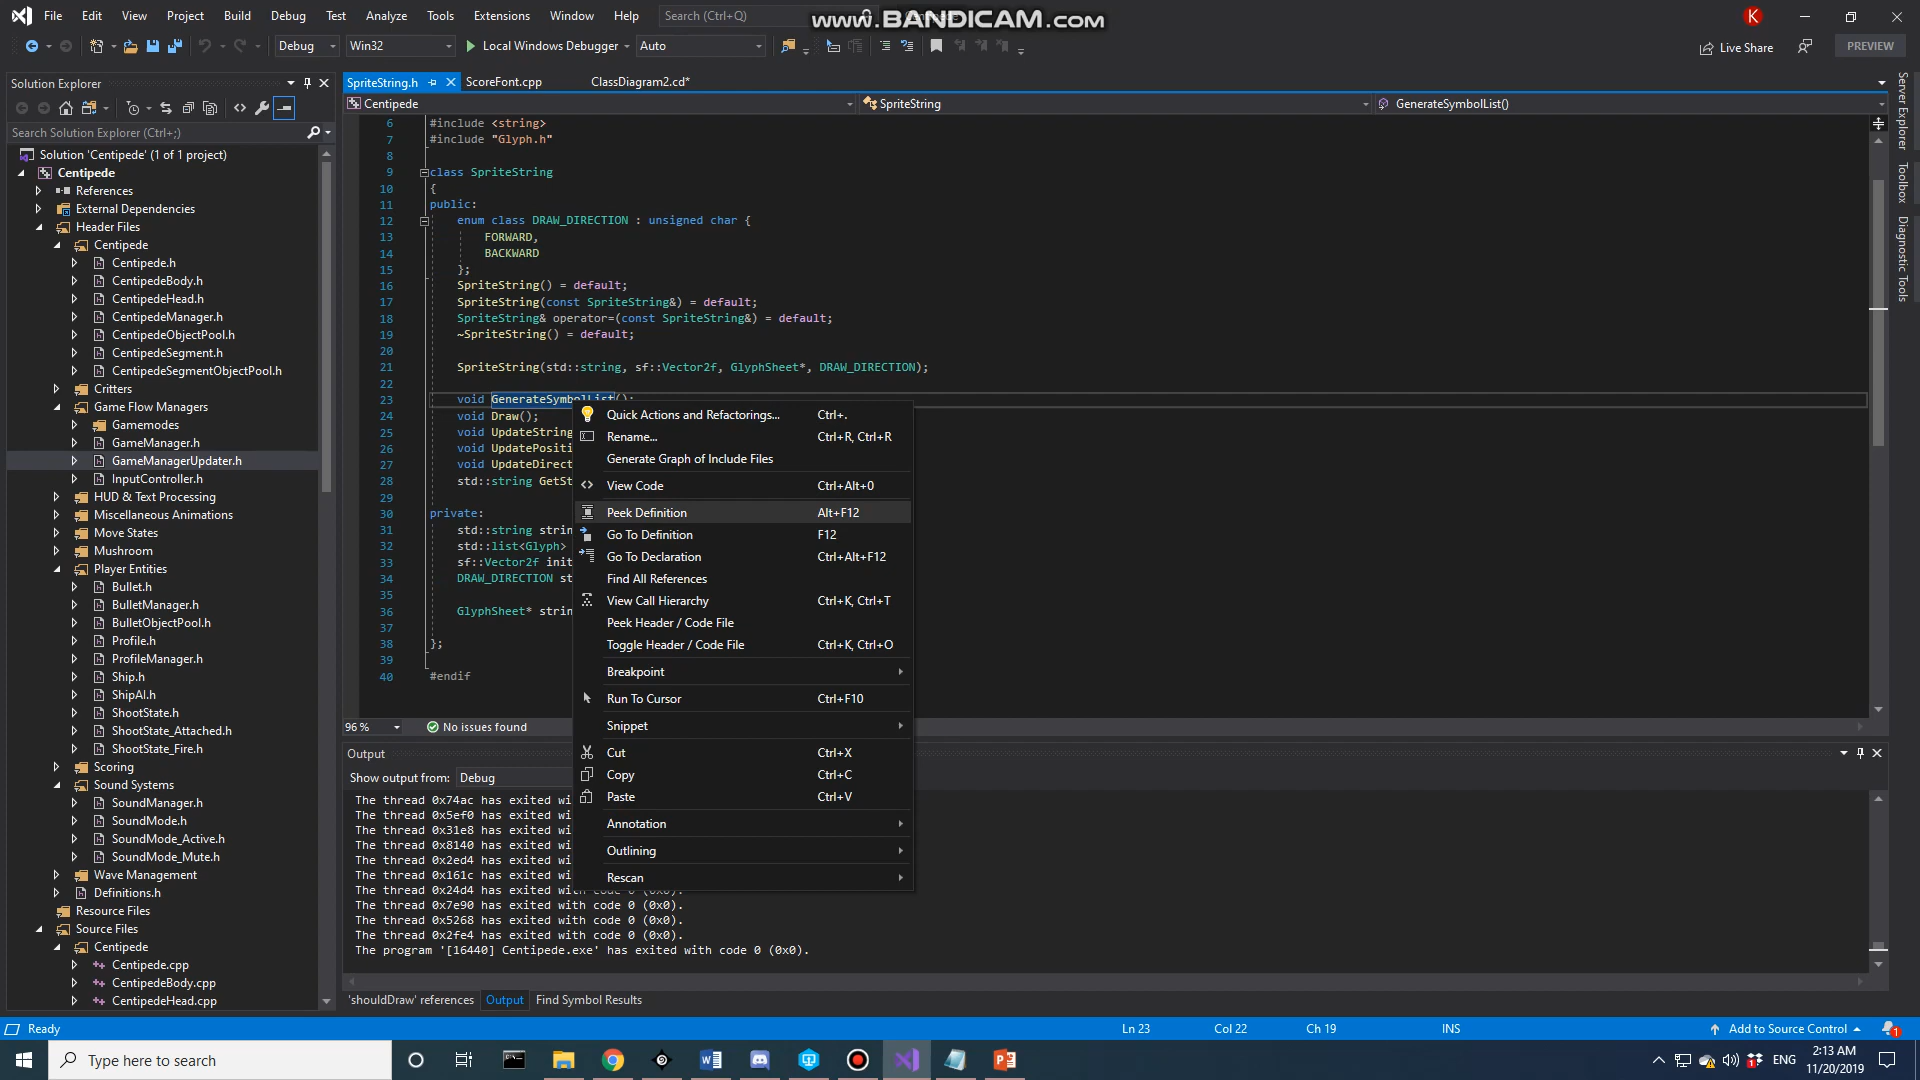 File Edit View Project Build Debug Test Analyze Tools Extensions Window Help Search (Ctrl+Q)
www.BANDICAM.com
K
Debug Win32 Local Windows Debugger Auto Live Share PREVIEW
Solution Explorer
Search Solution Explorer (Ctrl+;)
Solution 'Centipede' (1 of 1 project)
Centipede
References
External Dependencies
Header Files
Centipede
Centipede.h
CentipedeBody.h
CentipedeHead.h
CentipedeManager.h
CentipedeObjectPool.h
CentipedeSegment.h
CentipedeSegmentObjectPool.h
Critters
Game Flow Managers
Gamemodes
GameManager.h
GameManagerUpdater.h
InputController.h
HUD & Text Processing
Miscellaneous Animations
Move States
Mushroom
Player Entities
Bullet.h
BulletManager.h
BulletObjectPool.h
Profile.h
ProfileManager.h
Ship.h
ShipAI.h
ShootState.h
ShootState_Attached.h
ShootState_Fire.h
Scoring
Sound Systems
SoundManager.h
SoundMode.h
SoundMode_Active.h
SoundMode_Mute.h
Wave Management
Definitions.h
Resource Files
Source Files
Centipede
Centipede.cpp
CentipedeBody.cpp
CentipedeHead.cpp
SpriteString.h ScoreFont.cpp ClassDiagram2.cd*
Centipede SpriteString GenerateSymbolList()
6 #include <string>
7 #include "Glyph.h"
8
9 class SpriteString
10 {
11 public:
12 enum class DRAW_DIRECTION : unsigned char {
13 FORWARD,
14 BACKWARD
15 };
16 SpriteString() = default;
17 SpriteString(const SpriteString&) = default;
18 SpriteString& operator=(const SpriteString&) = default;
19 ~SpriteString() = default;
20
21 SpriteString(std::string, sf::Vector2f, GlyphSheet*, DRAW_DIRECTION);
22
23 void GenerateSymbolList();
24 void Draw();
25 void UpdateString
26 void UpdatePositi
27 void UpdateDirect
28 std::string GetSt
29
30 private:
31 std::string strin
32 std::list<Glyph>
33 sf::Vector2f init
34 DRAW_DIRECTION st
35
36 GlyphSheet* strin
37
38 };
39
40 #endif
Quick Actions and Refactorings... Ctrl+.
Rename... Ctrl+R, Ctrl+R
Generate Graph of Include Files
View Code Ctrl+Alt+0
Peek Definition Alt+F12
Go To Definition F12
Go To Declaration Ctrl+Alt+F12
Find All References
View Call Hierarchy Ctrl+K, Ctrl+T
Peek Header / Code File
Toggle Header / Code File Ctrl+K, Ctrl+O
Breakpoint
Run To Cursor Ctrl+F10
Snippet
Cut Ctrl+X
Copy Ctrl+C
Paste Ctrl+V
Annotation
Outlining
Rescan
96 % No issues found
Output
Show output from: Debug
The thread 0x74ac has exited wi
The thread 0x5ef0 has exited wi
The thread 0x31e8 has exited wi
The thread 0x8140 has exited wi
The thread 0x2ed4 has exited wi
The thread 0x161c has exited wi
The thread 0x24d4 has exited with code 0 (0x0).
The thread 0x7e90 has exited with code 0 (0x0).
The thread 0x5268 has exited with code 0 (0x0).
The thread 0x2fe4 has exited with code 0 (0x0).
The program '[16440] Centipede.exe' has exited with code 0 (0x0).
'shouldDraw' references Output Find Symbol Results
Server Explorer
Toolbox
Diagnostic Tools
Ready Ln 23 Col 22 Ch 19 INS Add to Source Control 1
Type here to search
ENG
2:13 AM
11/20/2019